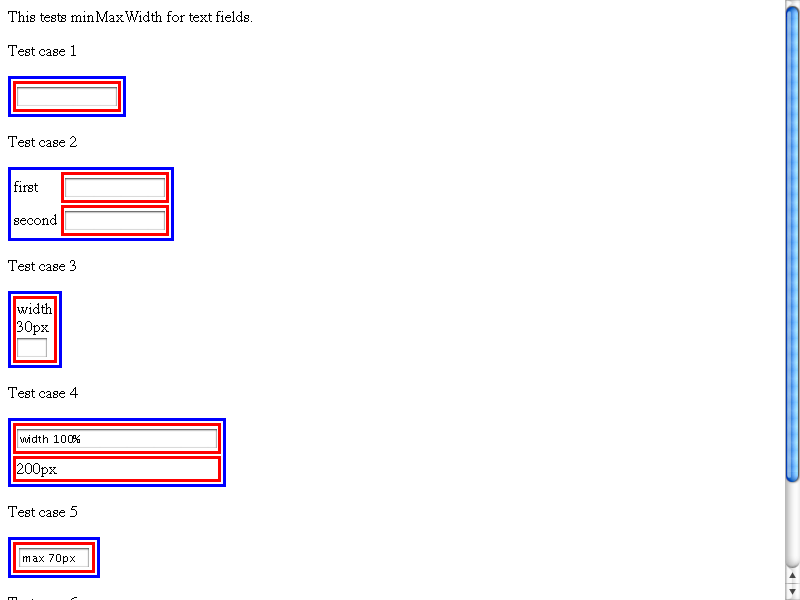 This tests minMaxWidth for text fields.
Test case 1
Test case 2
first
second
Test case 3
width
30px
Test case 4
width 100%
200px
Test case 5
max 70px